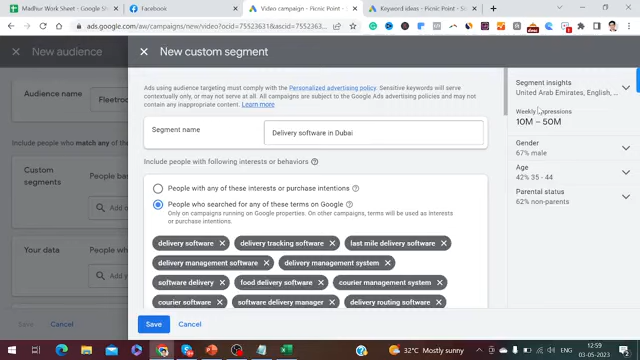 Madhur Work Sheet
Facebook
Video campaign - Picnic Point
Keyword ideas - Picnic Point
ads.google.com/aw/campaigns/new/video?ocid=755236631
New audience
New custom segment
Ads using audience targeting must comply with the Personalized advertising policy. Sensitive keywords will serve
contextually only, or may not serve at all. All campaigns are subject to the Google Ads advertising policies and may not
contain any inappropriate content. Learn more
Segment insights
United Arab Emirates, English, ...
Audience name
Fleetroo
Segment name
Delivery software in Dubai
Weekly Impressions
10M – 50M
Include people who match any
Include people with following interests or behaviors
Gender
67% male
Custom
segments
People who
Add
People with any of these interests or purchase intentions
People who searched for any of these terms on Google
Only on campaigns running on Google properties. On other campaigns, terms will be used as interests
or purchase intentions.
Age
42% 35 - 44
Parental status
62% non-parents
Your data
People who
Add y
delivery software
delivery tracking software
last mile delivery software
delivery management software
delivery management system
software delivery
food delivery software
courier management system
courier software
software delivery manager
delivery routing software
Save
Cancel
Save
Cancel
32°C Mostly sunny
12:59
03-05-2023